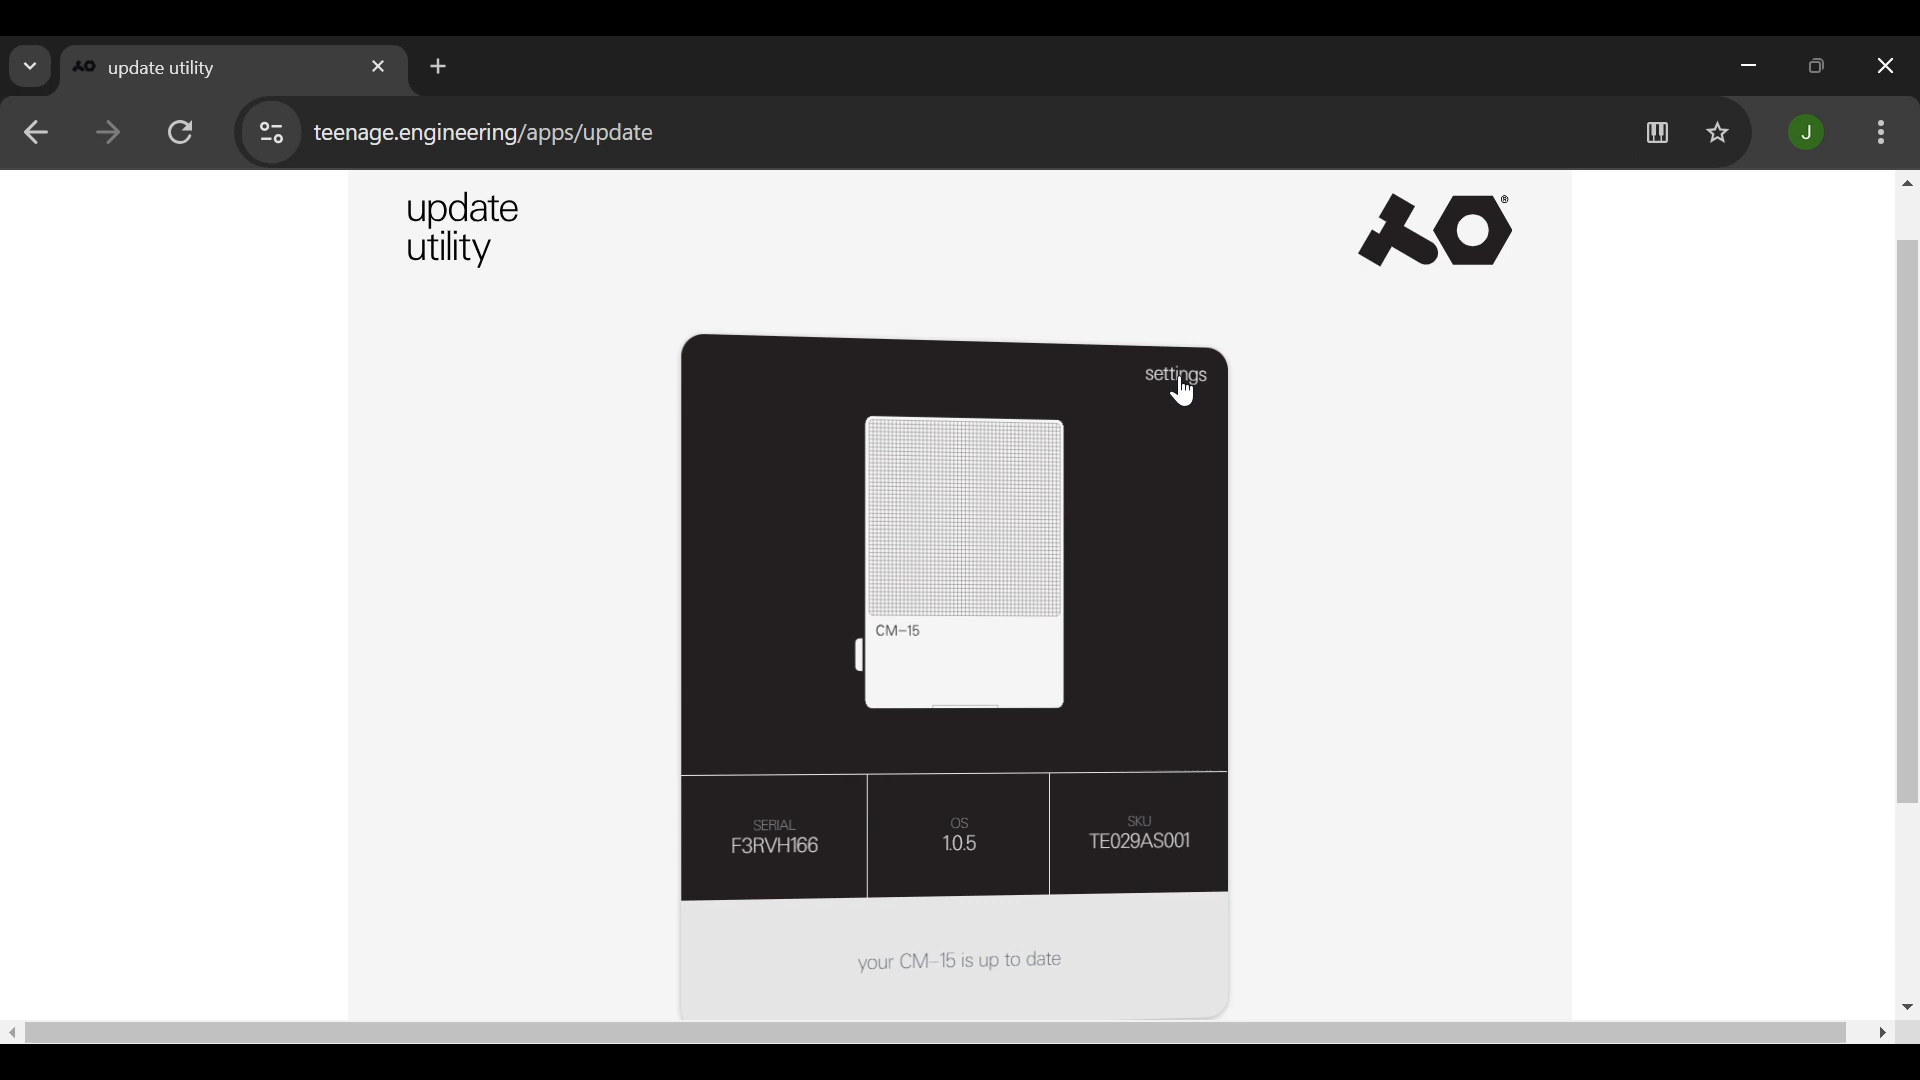 update utility
teenage.engineering/apps/update
J
update
utility
®
settings
CM–15
SERIAL
F3RVH166
OS
1.0.5
SKU
TE029AS001
your CM–15 is up to date